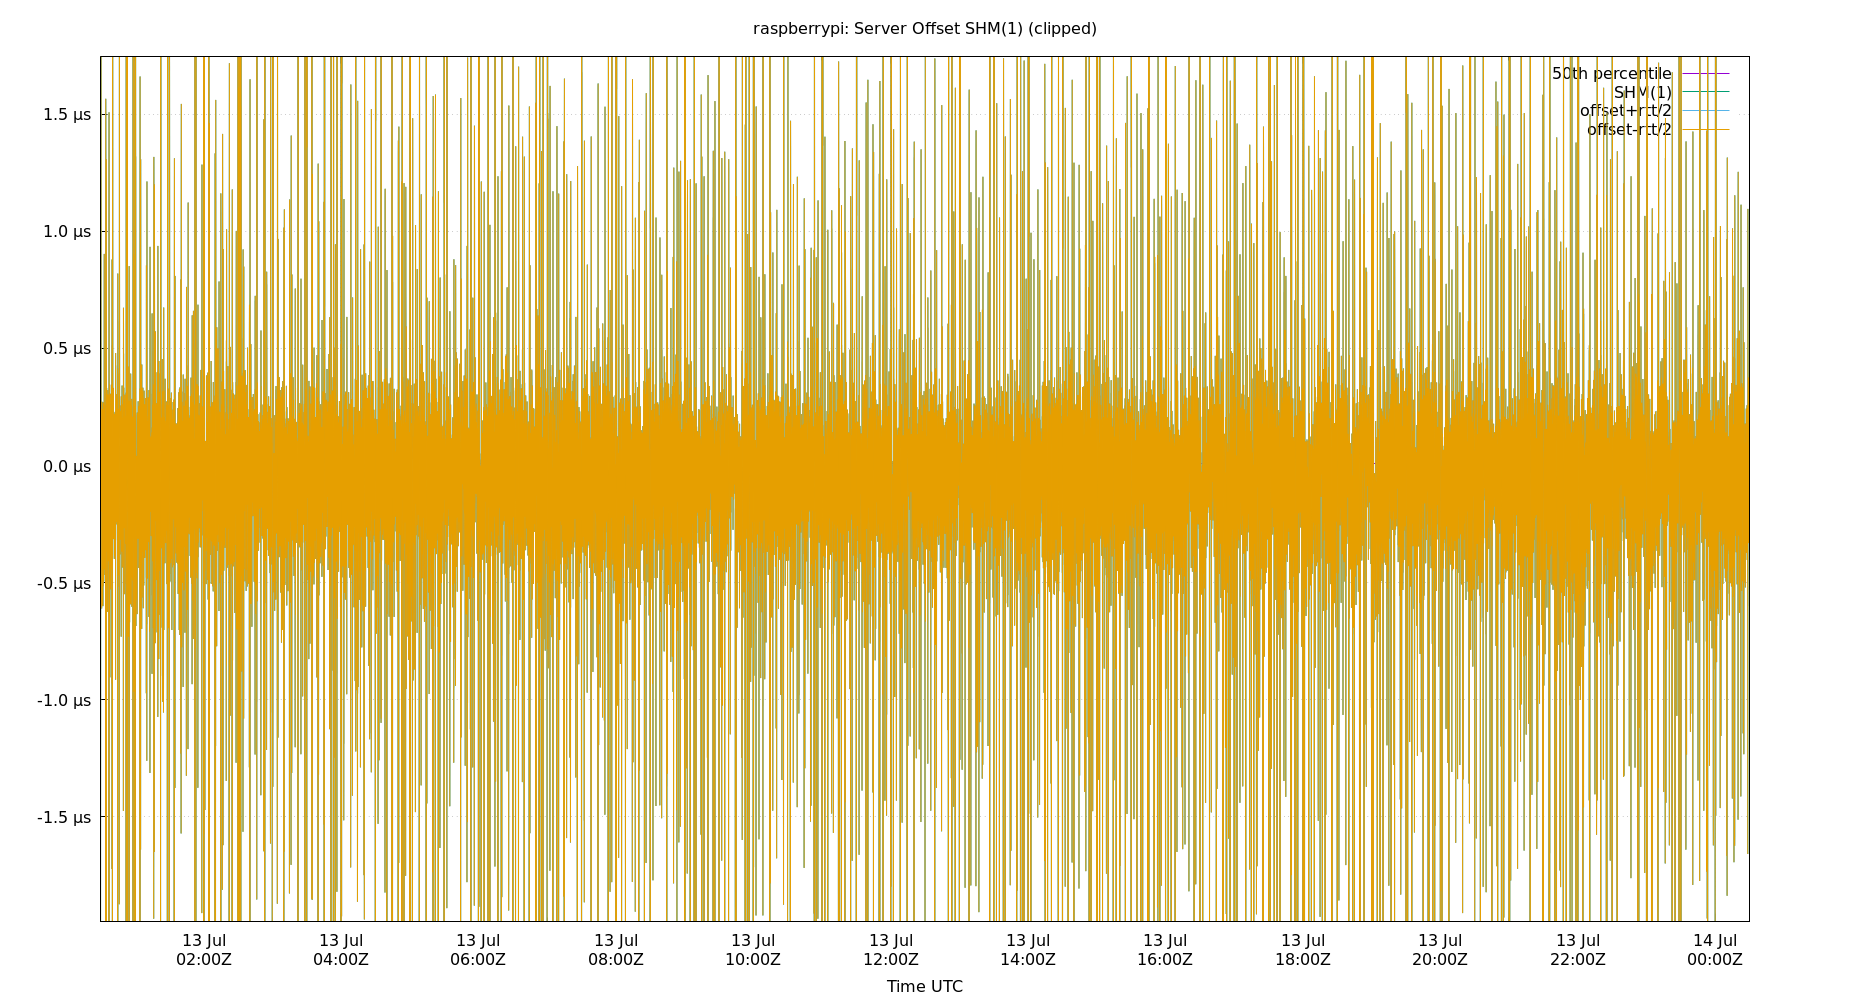 raspberrypi: Server Offset SHM(1) (clipped)
50th percentile
SHM(1)
offset+rtt/2
offset-rtt/2
1.5 µs
1.0 µs
0.5 µs
0.0 µs
-0.5 µs
-1.0 µs
-1.5 µs
13 Jul 13 Jul 13 Jul 13 Jul 13 Jul 13 Jul 13 Jul 13 Jul 13 Jul 13 Jul 13 Jul 14 Jul
02:00Z 04:00Z 06:00Z 08:00Z 10:00Z 12:00Z 14:00Z 16:00Z 18:00Z 20:00Z 22:00Z 00:00Z
Time UTC